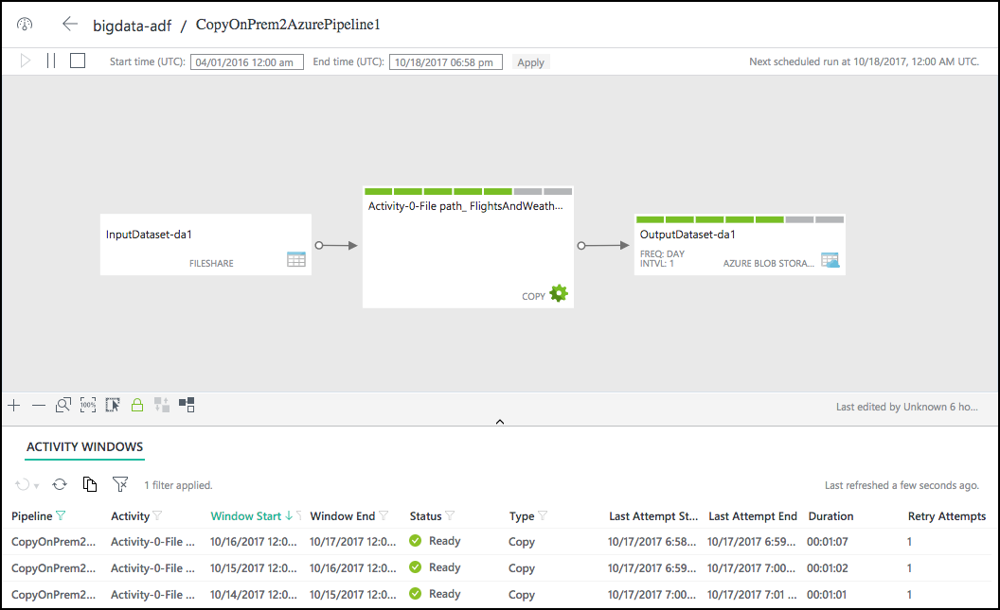 bigdata-adf / CopyOnPrem2AzurePipeline1
Start time (UTC): 04/01/2016 12:00 am End time (UTC): 10/18/2017 06:58 pm Apply Next scheduled run at 10/18/2017, 12:00 AM UTC.
Activity-0-File path_ FlightsAndWeath...
InputDataset-da1
FILESHARE
COPY
OutputDataset-da1
FREQ: DAY
INTVL: 1 AZURE BLOB STORA...
100%
Last edited by Unknown 6 ho...
ACTIVITY WINDOWS
1 filter applied. Last refreshed a few seconds ago.
Pipeline Activity Window Start Window End Status Type Last Attempt St... Last Attempt End Duration Retry Attempts
CopyOnPrem2... Activity-0-File ... 10/16/2017 12:0... 10/17/2017 12:0... Ready Copy 10/17/2017 6:58... 10/17/2017 6:59... 00:01:07 1
CopyOnPrem2... Activity-0-File ... 10/15/2017 12:0... 10/16/2017 12:0... Ready Copy 10/17/2017 6:59... 10/17/2017 7:00... 00:01:02 1
CopyOnPrem2... Activity-0-File ... 10/14/2017 12:0... 10/15/2017 12:0... Ready Copy 10/17/2017 7:00... 10/17/2017 7:01 ... 00:01:01 1